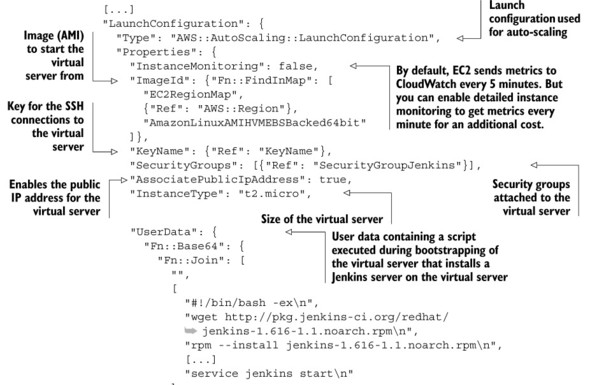 [...]
"LaunchConfiguration": {
"Type": "AWS::AutoScaling::LaunchConfiguration",
Launch
configuration used
for auto-scaling
"Properties": {
"InstanceMonitoring": false,
By default, EC2 sends metrics to
CloudWatch every 5 minutes. But
you can enable detailed instance
monitoring to get metrics every
minute for an additional cost.
Image (AMI)
to start the
virtual
server from
"ImageId": {"Fn::FindInMap": [
"EC2RegionMap",
{"Ref": "AWS::Region"},
"AmazonLinuxAMIHVMEBSBacked64bit"
]},
Key for the SSH
connections to
the virtual
server
"KeyName": {"Ref": "KeyName"},
"SecurityGroups": [{"Ref": "SecurityGroupJenkins"}],
Security groups
attached to the
virtual server
Enables the public
IP address for the
virtual server
"AssociatePublicIpAddress": true,
"InstanceType": "t2.micro",
Size of the virtual server
"UserData": {
User data containing a script
executed during bootstrapping of
the virtual server that installs a
Jenkins server on the virtual server
"Fn::Base64": {
"Fn::Join": [
"",
[
"#!/bin/bash -ex\n",
"wget http://pkg.jenkins-ci.org/redhat/
➥ jenkins-1.616-1.1.noarch.rpm\n",
"rpm --install jenkins-1.616-1.1.noarch.rpm\n",
[...]
"service jenkins start\n"